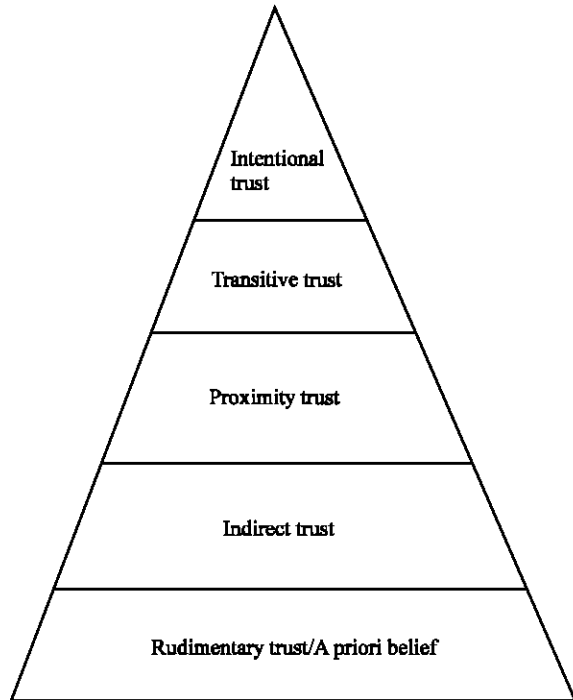 Intentional
trust
Transitive trust
Proximity trust
Indirect trust
Rudimentary trust/A priori belief